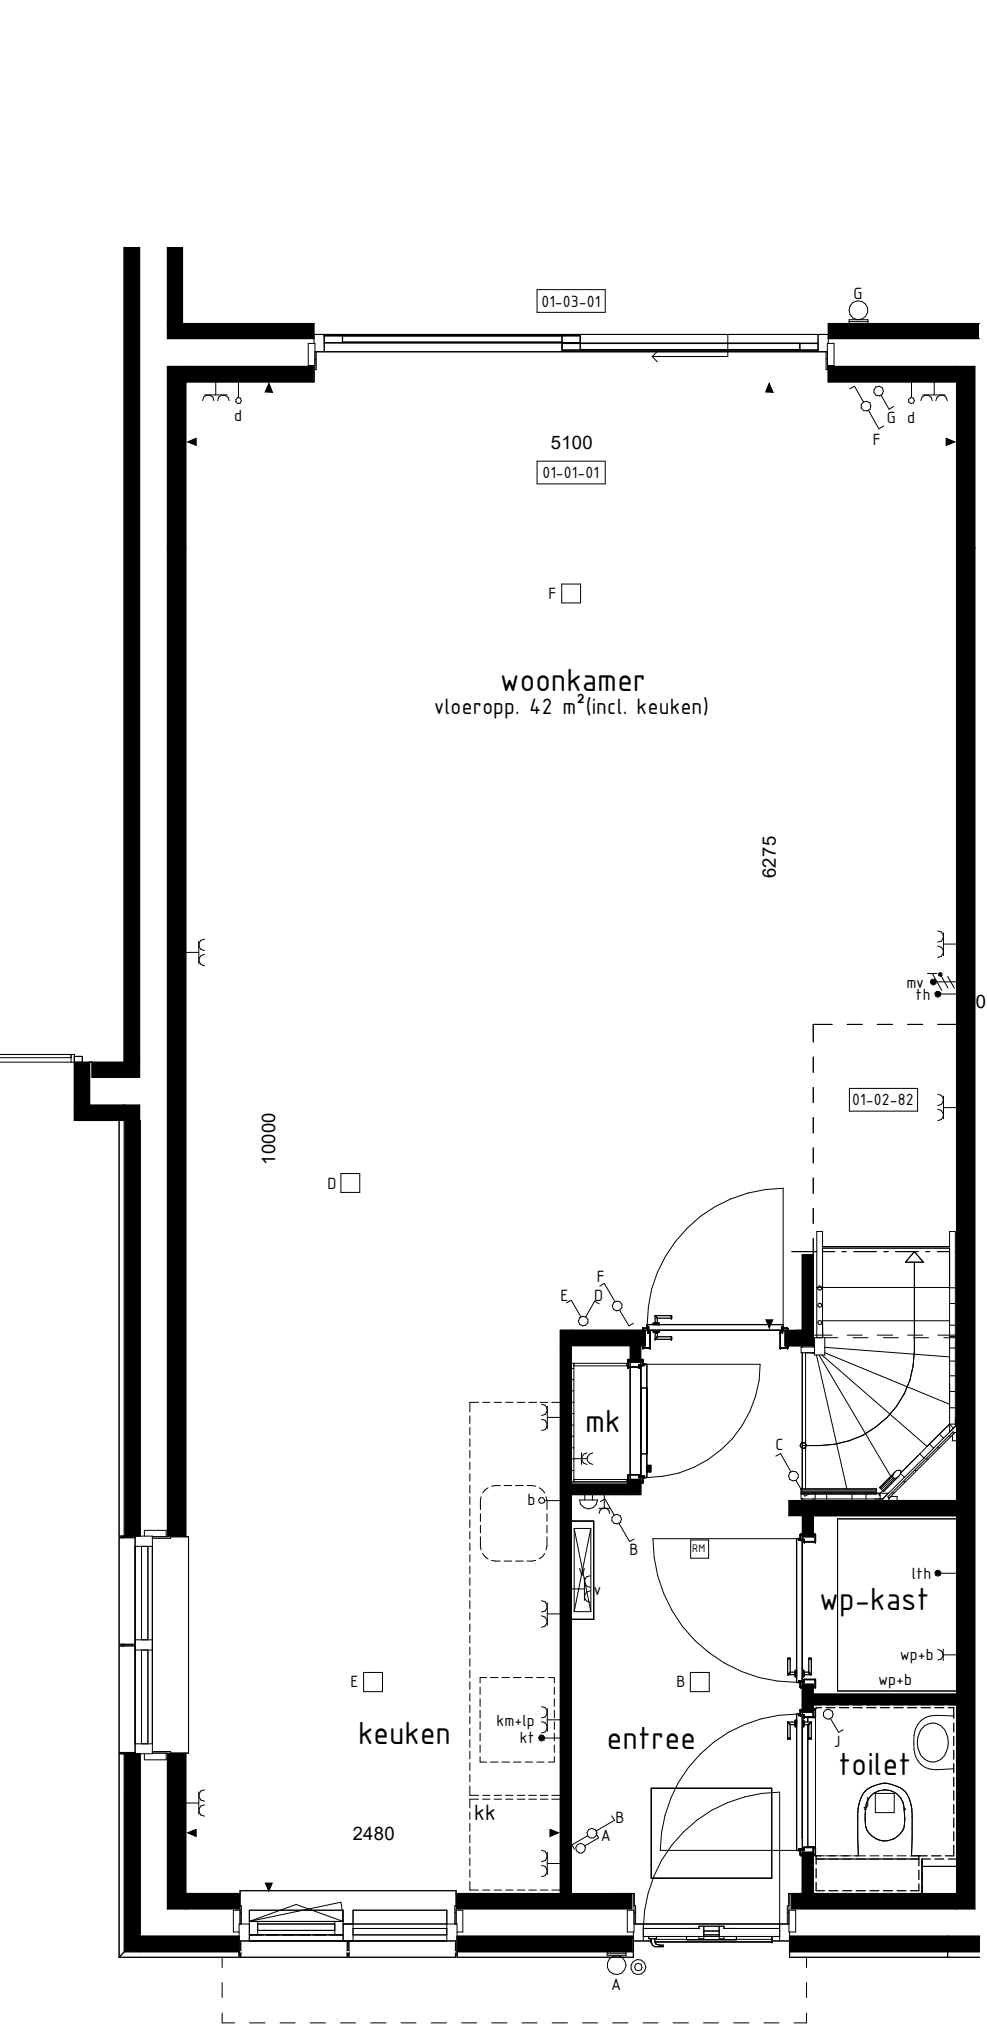 G
01-03-01
d
G
d
F
5100
01-01-01
F
woonkamer
vloeropp. 42 m²(incl. keuken)
6275
mv
th
0
01-02-82
10000
D
F
E
D
mk
C
b
B
RM
lth
v
wp-kast
wp+b
wp+b
E
B
km+lp
kt
keuken
entree
J
toilet
kk
B
A
2480
A